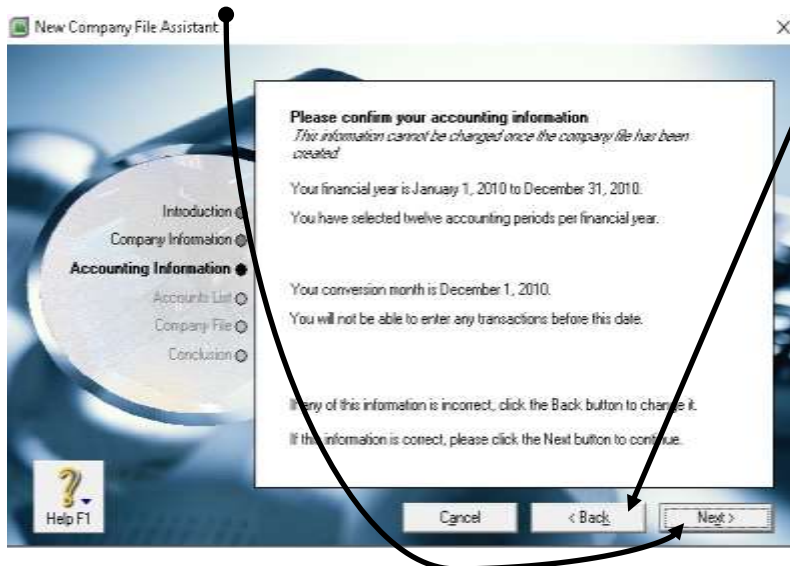 New Company File Assistant
Please confirm your accounting information
This information cannot be changed once the company file has been
created
Your financial year is January 1, 2010 to December 31, 2010.
You have selected twelve accounting periods per financial year.
Introduction
Company Information
Accounting Information
Accounts List
Company File
Conclusion
Your conversion month is December 1, 2010.
You will not be able to enter any transactions before this date.
If any of this information is incorrect, click the Back button to change it.
If this information is correct, please click the Next button to continue.
Help F1
Cancel
< Back
Next >